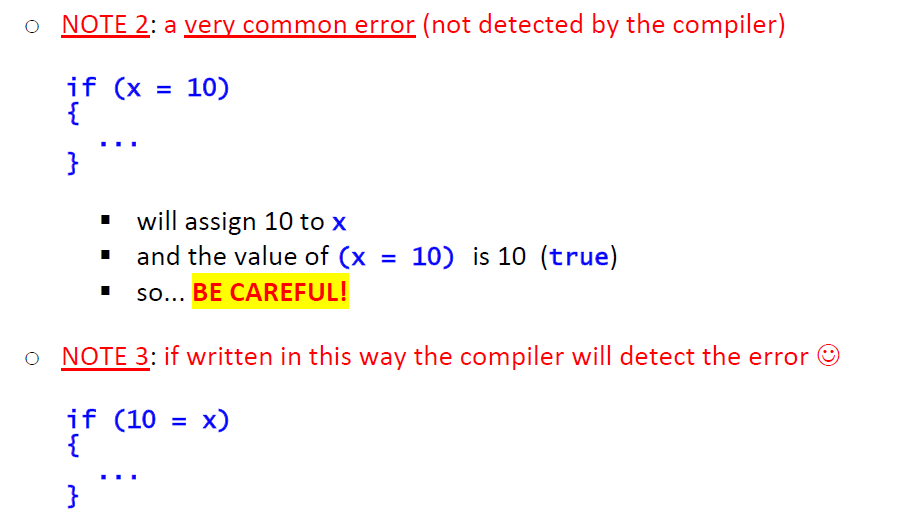 ○ NOTE 2: a very common error (not detected by the compiler)
if (x = 10)
{
...
}
▪ will assign 10 to x
▪ and the value of (x = 10) is 10 (true)
▪ so... BE CAREFUL!
○ NOTE 3: if written in this way the compiler will detect the error ☺
if (10 = x)
{
...
}